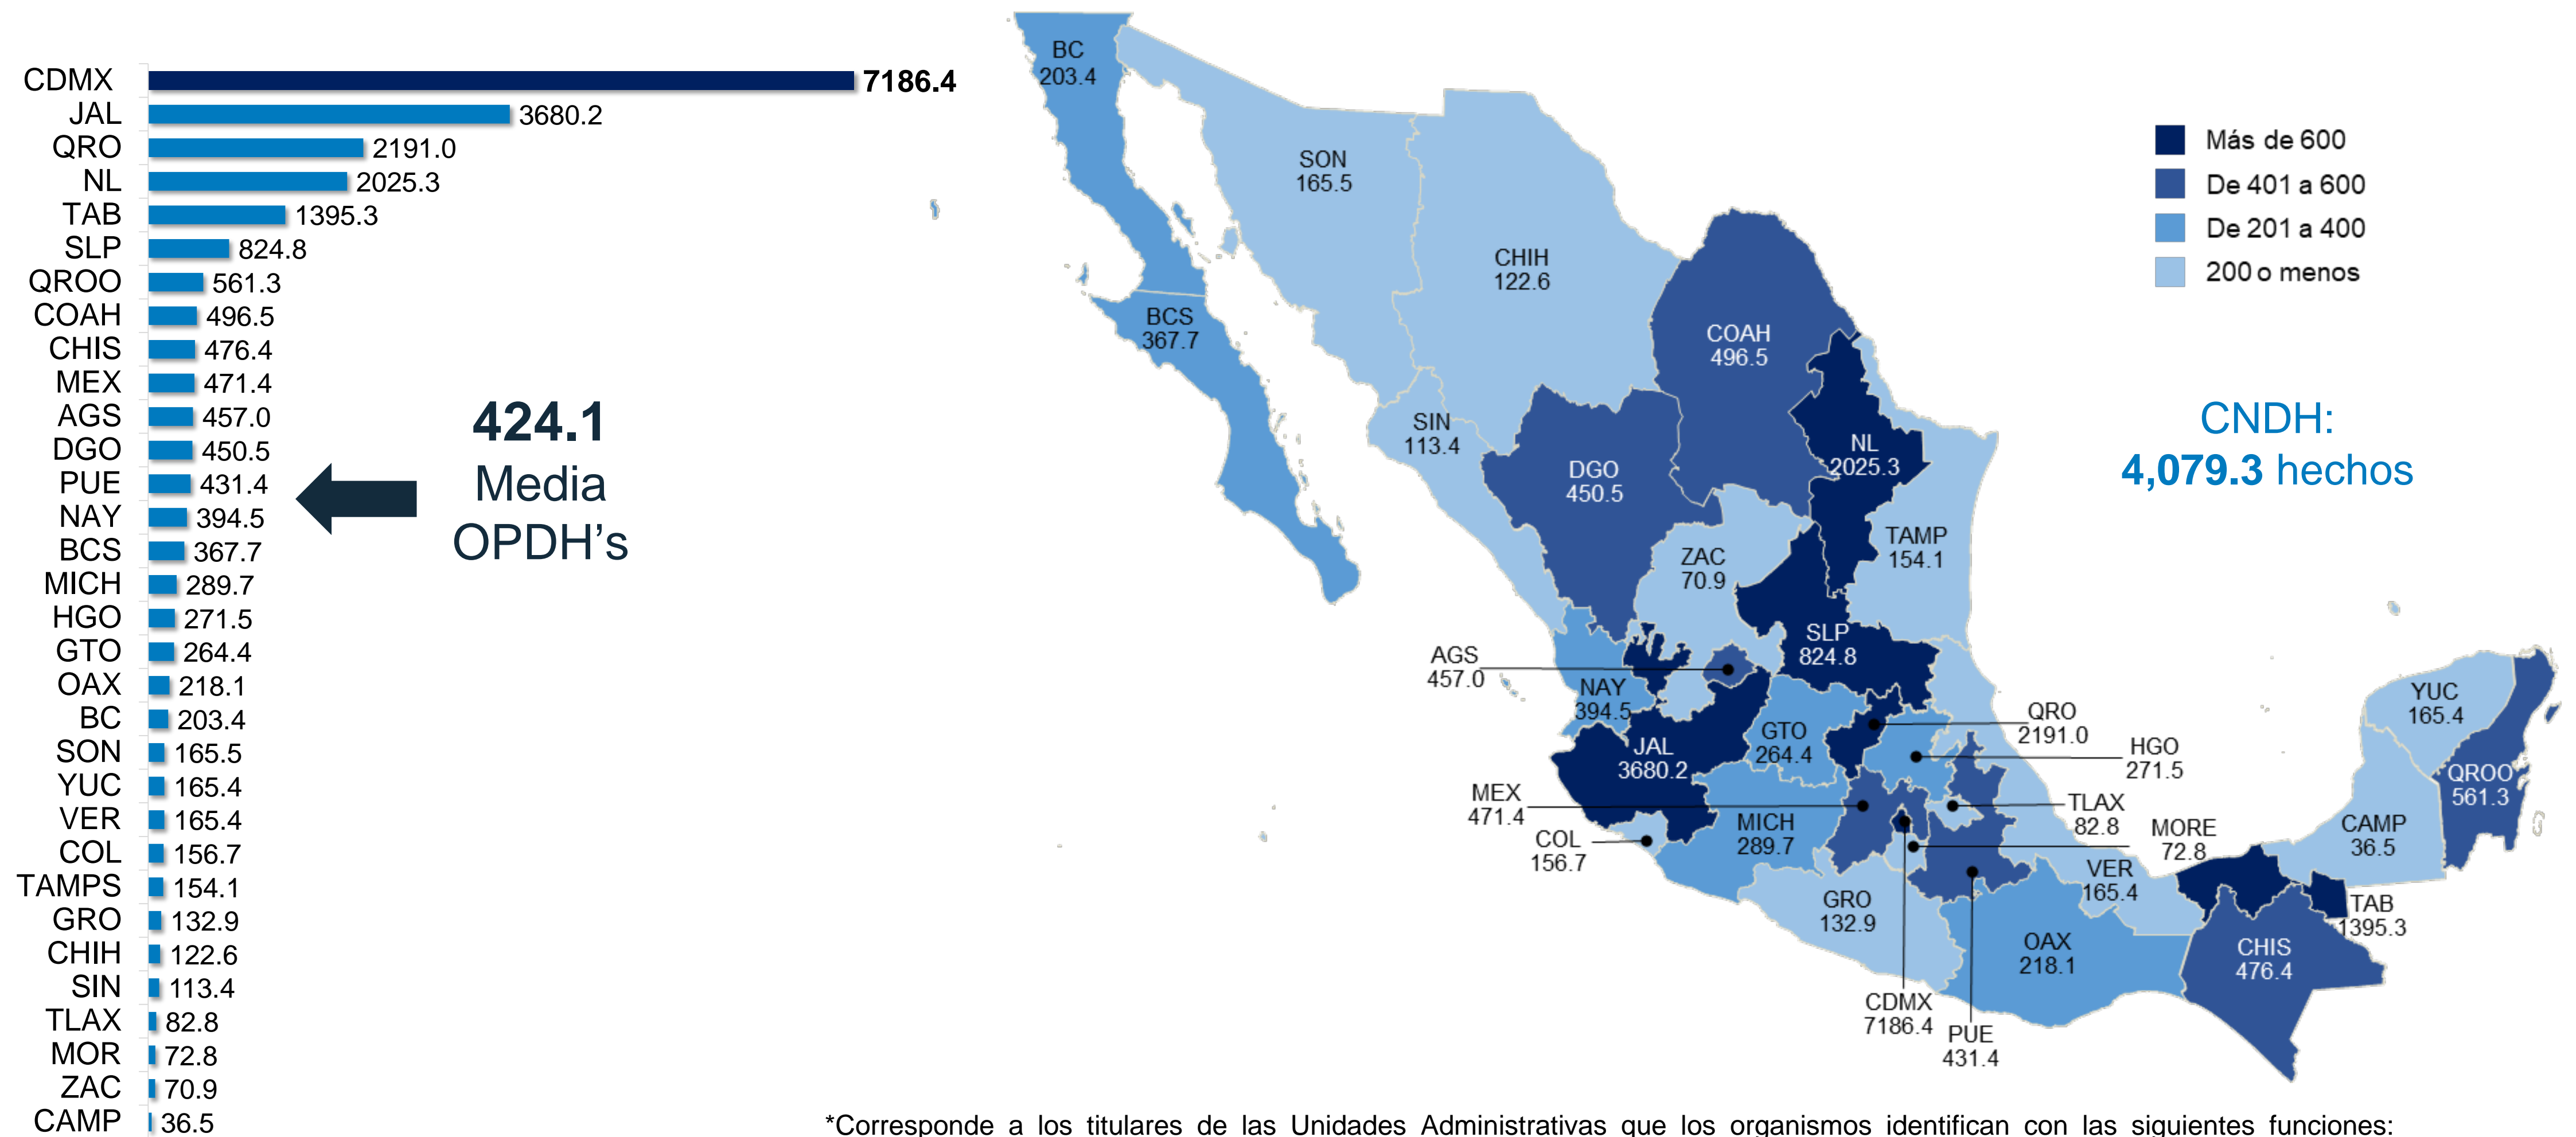 CDMX 7186.4
JAL 3680.2
QRO 2191.0
NL 2025.3
TAB 1395.3
SLP 824.8
QROO 561.3
COAH 496.5
CHIS 476.4
MEX 471.4
AGS 457.0
DGO 450.5
PUE 431.4
NAY 394.5
BCS 367.7
MICH 289.7
HGO 271.5
GTO 264.4
OAX 218.1
BC 203.4
SON 165.5
YUC 165.4
VER 165.4
COL 156.7
TAMPS 154.1
GRO 132.9
CHIH 122.6
SIN 113.4
TLAX 82.8
MOR 72.8
ZAC 70.9
CAMP 36.5
424.1
Media
OPDH’s
BC
203.4
SON
165.5
CHIH
122.6
BCS
367.7
COAH
496.5
SIN
113.4
DGO
450.5
NL
2025.3
TAMP
154.1
ZAC
70.9
SLP
824.8
AGS
457.0
NAY
394.5
JAL
3680.2
GTO
264.4
QRO
2191.0
HGO
271.5
MEX
471.4
COL
156.7
MICH
289.7
TLAX
82.8
MORE
72.8
VER
165.4
GRO
132.9
OAX
218.1
CDMX
7186.4
PUE
431.4
TAB
1395.3
CHIS
476.4
CAMP
36.5
YUC
165.4
QROO
561.3
Más de 600
De 401 a 600
De 201 a 400
200 o menos
CNDH:
4,079.3 hechos
*Corresponde a los titulares de las Unidades Administrativas que los organismos identifican con las siguientes funciones: